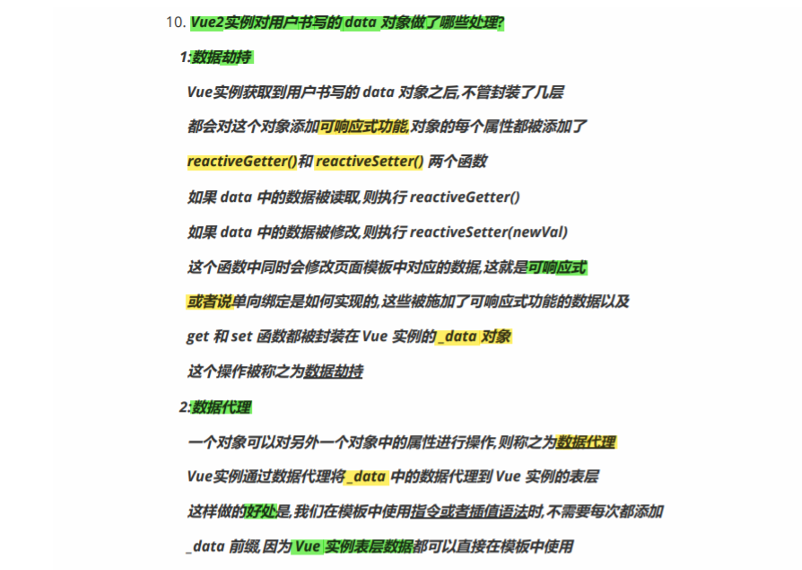 10. Vue2实例对用户书写的 data 对象做了哪些处理?
1:数据劫持
Vue实例获取到用户书写的 data 对象之后,不管封装了几层
都会对这个对象添加可响应式功能,对象的每个属性都被添加了
reactiveGetter()和 reactiveSetter() 两个函数
如果 data 中的数据被读取,则执行 reactiveGetter()
如果 data 中的数据被修改,则执行 reactiveSetter(newVal)
这个函数中同时会修改页面模板中对应的数据,这就是可响应式
或者说单向绑定是如何实现的,这些被施加了可响应式功能的数据以及
get 和 set 函数都被封装在 Vue 实例的 _data 对象
这个操作被称之为数据劫持
2:数据代理
一个对象可以对另外一个对象中的属性进行操作,则称之为数据代理
Vue实例通过数据代理将 _data 中的数据代理到 Vue 实例的表层
这样做的好处是,我们在模板中使用指令或者插值语法时,不需要每次都添加
_data 前缀,因为 Vue 实例表层数据都可以直接在模板中使用